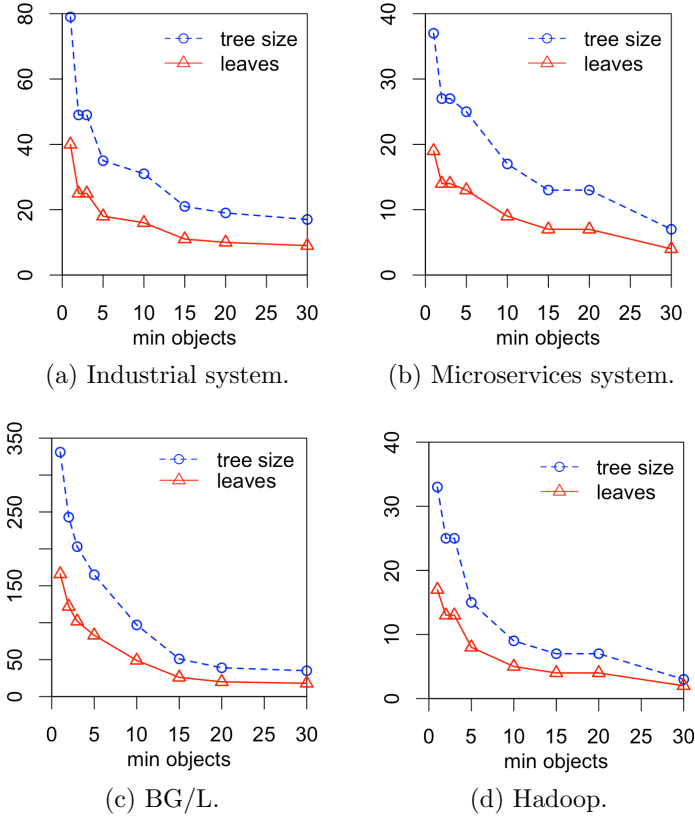 80
60
40
20
0
tree size
leaves
0 5 10 15 20 25 30
min objects
(a) Industrial system.
40
30
20
10
0
tree size
leaves
0 5 10 15 20 25 30
min objects
(b) Microservices system.
350
250
150
50
0
tree size
leaves
0 5 10 15 20 25 30
min objects
(c) BG/L.
40
30
20
10
0
tree size
leaves
0 5 10 15 20 25 30
min objects
(d) Hadoop.